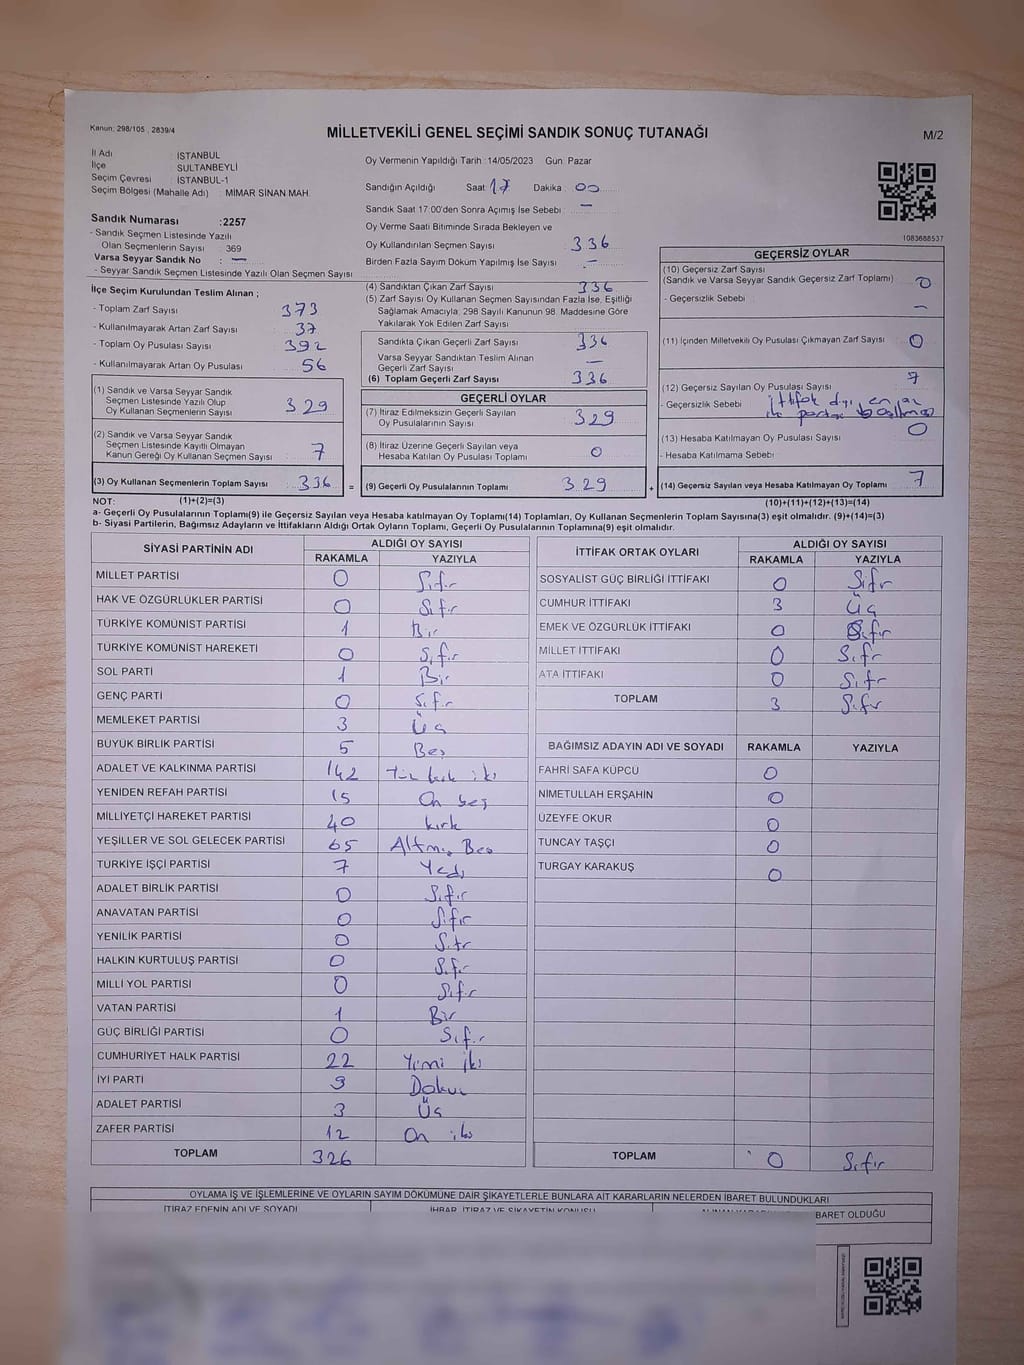 Kanun: 298/105 , 2839/4
MİLLETVEKİLİ GENEL SEÇİMİ SANDIK SONUÇ TUTANAĞI
M/2
İl Adı : İSTANBUL
İlçe : SULTANBEYLİ
Seçim Çevresi : İSTANBUL-1
Seçim Bölgesi (Mahalle Adı) : MİMAR SİNAN MAH.
Oy Vermenin Yapıldığı Tarih :14/05/2023 Gün: Pazar
Sandığın Açıldığı Saat 17 Dakika : 00
Sandık Saat 17:00'den Sonra Açılmış İse Sebebi : —
Sandık Numarası :2257
- Sandık Seçmen Listesinde Yazılı
Olan Seçmenlerin Sayısı : 369
Varsa Seyyar Sandık No : —
- Seyyar Sandık Seçmen Listesinde Yazılı Olan Seçmen Sayısı :
Oy Verme Saati Bitiminde Sırada Bekleyen ve
Oy Kullandırılan Seçmen Sayısı : 336
Birden Fazla Sayım Döküm Yapılmış İse Sayısı : —
1083688537
İlçe Seçim Kurulundan Teslim Alınan ;
- Toplam Zarf Sayısı : 373
- Kullanılmayarak Artan Zarf Sayısı : 37
- Toplam Oy Pusulası Sayısı : 392
- Kullanılmayarak Artan Oy Pusulası : 56
(4) Sandıktan Çıkan Zarf Sayısı : 336
(5) Zarf Sayısı Oy Kullanan Seçmen Sayısından Fazla İse, Eşitliği
Sağlamak Amacıyla; 298 Sayılı Kanunun 98. Maddesine Göre
Yakılarak Yok Edilen Zarf Sayısı :
Sandıkta Çıkan Geçerli Zarf Sayısı : 336
Varsa Seyyar Sandıktan Teslim Alınan
Geçerli Zarf Sayısı : —
(6) Toplam Geçerli Zarf Sayısı : 336
GEÇERSİZ OYLAR
(10) Geçersiz Zarf Sayısı
(Sandık ve Varsa Seyyar Sandık Geçersiz Zarf Toplamı) : 0
- Geçersizlik Sebebi : —
(11) İçinden Milletvekili Oy Pusulası Çıkmayan Zarf Sayısı : 0
(12) Geçersiz Sayılan Oy Pusulası Sayısı : 7
- Geçersizlik Sebebi : İttifak dışı en az
iki partiye basılması
(13) Hesaba Katılmayan Oy Pusulası Sayısı : 0
- Hesaba Katılmama Sebebi :
(14) Geçersiz Sayılan veya Hesaba Katılmayan Oy Toplamı : 7
(1) Sandık ve Varsa Seyyar Sandık
Seçmen Listesinde Yazılı Olup
Oy Kullanan Seçmenlerin Sayısı : 329
(2) Sandık ve Varsa Seyyar Sandık
Seçmen Listesinde Kayıtlı Olmayan
Kanun Gereği Oy Kullanan Seçmen Sayısı : 7
(3) Oy Kullanan Seçmenlerin Toplam Sayısı : 336 =
GEÇERLİ OYLAR
(7) İtiraz Edilmeksizin Geçerli Sayılan
Oy Pusulalarının Sayısı : 329
(8) İtiraz Üzerine Geçerli Sayılan veya
Hesaba Katılan Oy Pusulası Toplamı : 0
(9) Geçerli Oy Pusulalarının Toplamı : 329 +
NOT: (1)+(2)=(3)
(10)+(11)+(12)+(13)=(14)
a- Geçerli Oy Pusulalarının Toplamı(9) ile Geçersiz Sayılan veya Hesaba Katılmayan Oy Toplamı(14) Toplamları, Oy Kullanan Seçmenlerin Toplam Sayısına(3) eşit olmalıdır. (9)+(14)=(3)
b- Siyasi Partilerin, Bağımsız Adayların ve İttifakların Aldığı Ortak Oyların Toplamı, Geçerli Oy Pusulalarının Toplamına(9) eşit olmalıdır.
SİYASİ PARTİNİN ADI
ALDIĞI OY SAYISI
RAKAMLA YAZIYLA
MİLLET PARTİSİ 0 Sıfır
HAK VE ÖZGÜRLÜKLER PARTİSİ 0 Sıfır
TÜRKİYE KOMÜNİST PARTİSİ 1 Bir
TÜRKİYE KOMÜNİST HAREKETİ 0 Sıfır
SOL PARTİ 1 Bir
GENÇ PARTİ 0 Sıfır
MEMLEKET PARTİSİ 3 Üç
BÜYÜK BİRLİK PARTİSİ 5 Beş
ADALET VE KALKINMA PARTİSİ 142 kırk iki
YENİDEN REFAH PARTİSİ 15 On beş
MİLLİYETÇİ HAREKET PARTİSİ 40 kırk
YEŞİLLER VE SOL GELECEK PARTİSİ 65 Altmış Beş
TÜRKİYE İŞÇİ PARTİSİ 7 Yedi
ADALET BİRLİK PARTİSİ 0 Sıfır
ANAVATAN PARTİSİ 0 Sıfır
YENİLİK PARTİSİ 0 Sıfır
HALKIN KURTULUŞ PARTİSİ 0 Sıfır
MİLLİ YOL PARTİSİ 0 Sıfır
VATAN PARTİSİ 1 Bir
GÜÇ BİRLİĞİ PARTİSİ 0 Sıfır
CUMHURİYET HALK PARTİSİ 22 Yirmi iki
İYİ PARTİ 9 Dokuz
ADALET PARTİSİ 3 Üç
ZAFER PARTİSİ 12 On iki
TOPLAM 326
İTTİFAK ORTAK OYLARI
ALDIĞI OY SAYISI
RAKAMLA YAZIYLA
SOSYALİST GÜÇ BİRLİĞİ İTTİFAKI 0 Sıfır
CUMHUR İTTİFAKI 3 Üç
EMEK VE ÖZGÜRLÜK İTTİFAKI 0 Sıfır
MİLLET İTTİFAKI 0 Sıfır
ATA İTTİFAKI 0 Sıfır
TOPLAM 3 Sıfır
BAĞIMSIZ ADAYIN ADI VE SOYADI RAKAMLA YAZIYLA
FAHRİ SAFA KÜPCÜ 0
NİMETULLAH ERŞAHİN 0
ÜZEYFE OKUR 0
TUNCAY TAŞÇI 0
TURGAY KARAKUŞ 0
TOPLAM 0 Sıfır
OYLAMA İŞ VE İŞLEMLERİNE VE OYLARIN SAYIM DÖKÜMÜNE DAİR ŞİKAYETLERLE BUNLARA AİT KARARLARIN NELERDEN İBARET BULUNDUKLARI
İTİRAZ EDENİN ADI VE SOYADI
İHBAR, İTİRAZ VE ŞİKAYETİN KONUSU
İBARET OLDUĞU